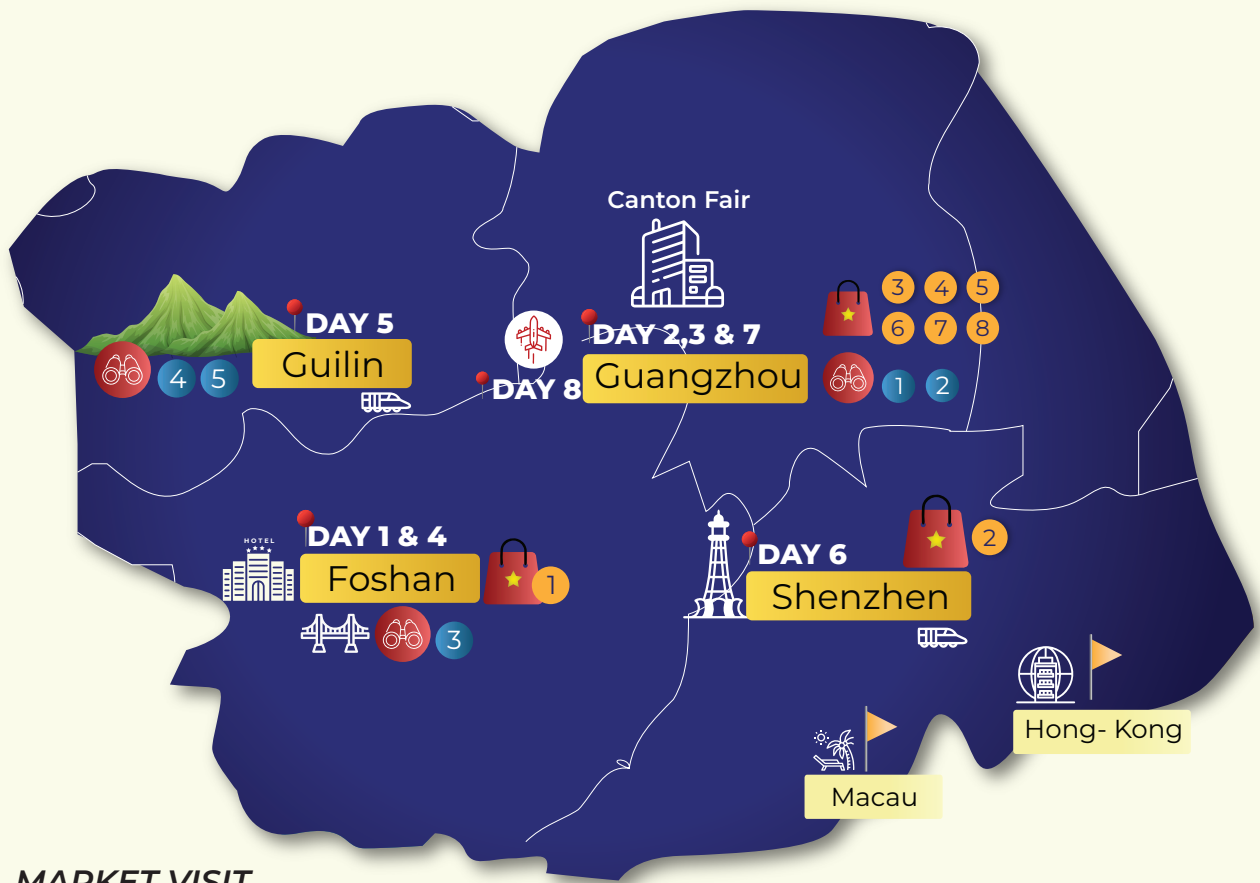 Canton Fair
3 4 5
6 7 8
DAY 5
DAY 2,3 & 7
Guilin
Guangzhou
4 5
DAY 8
1 2
HOTEL
DAY 1 & 4
Foshan
1
3
2
DAY 6
Shenzhen
Hong- Kong
Macau
MARKET VISIT